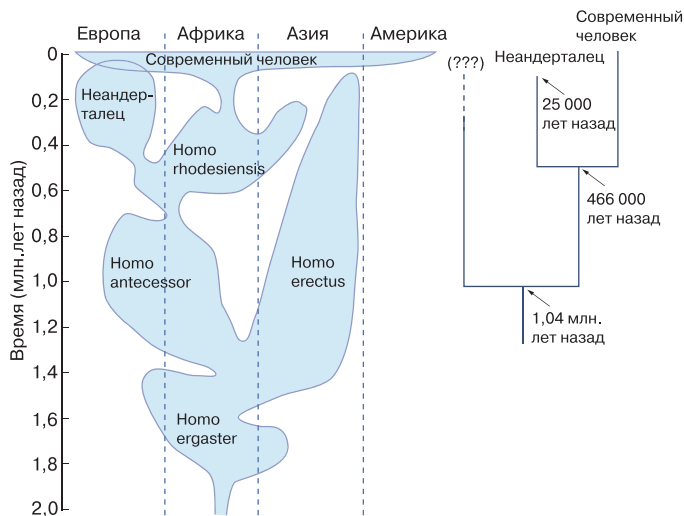 Европа Африка Азия Америка
Время (млн.лет назад)
0
0,2
0,4
0,6
0,8
1,0
1,2
1,4
1,6
1,8
2,0
Современный человек
Неандер-
талец
Homo
rhodesiensis
Homo
antecessor
Homo
erectus
Homo
ergaster
Современный
человек
(???)
Неандерталец
25 000
лет назад
466 000
лет назад
1,04 млн.
лет назад